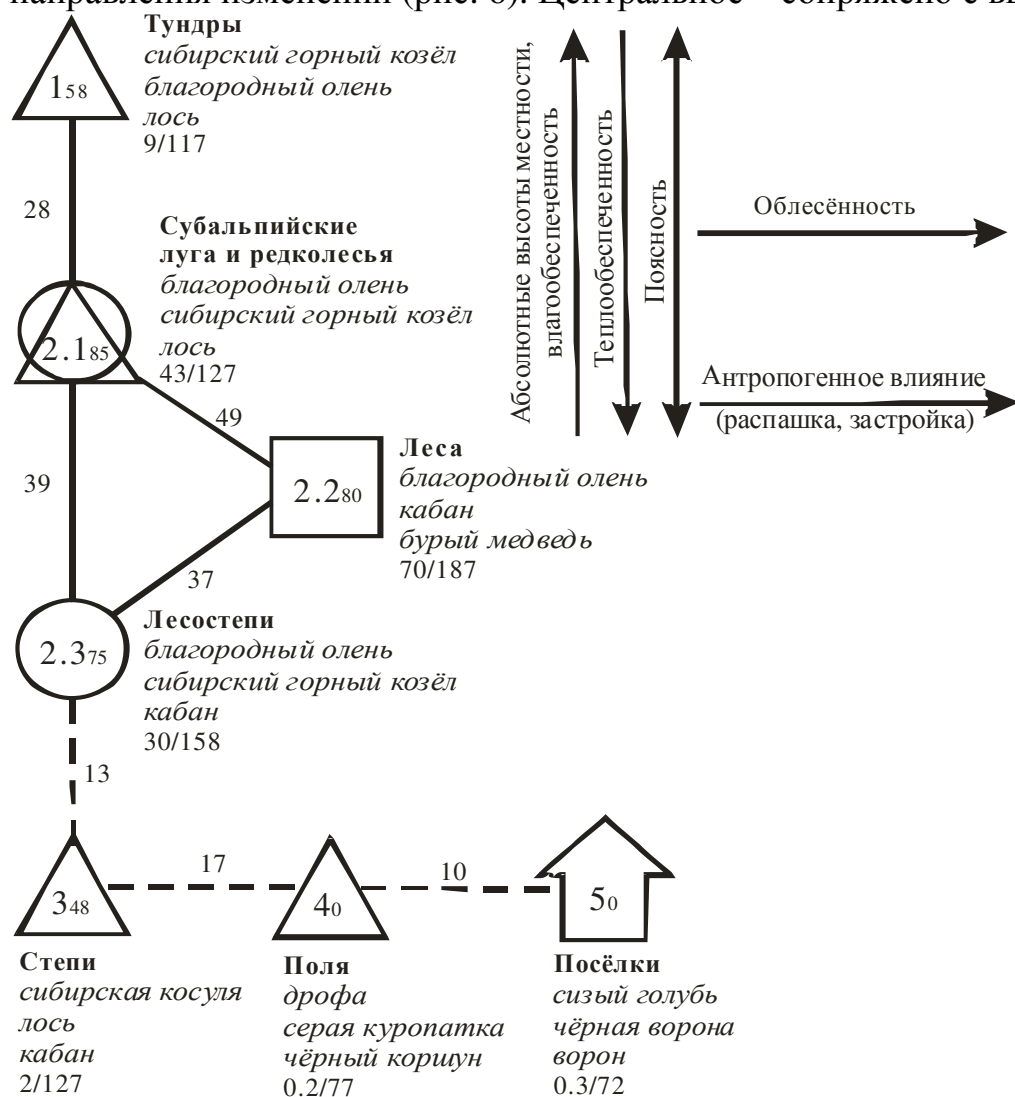 направления изменений (рис. 6). Центральное – сопряжено с вы
Тундры
сибирский горный козёл
благородный олень
лось
9/117
1 58
28
Субальпийские
луга и редколесья
благородный олень
сибирский горный козёл
лось
43/127
2.1 85
49
39
Леса
благородный олень
кабан
бурый медведь
70/187
2.2 80
37
Лесостепи
благородный олень
сибирский горный козёл
кабан
30/158
2.3 75
13
17
10
3 48
4 0
5 0
Степи
сибирская косуля
лось
кабан
2/127
Поля
дрофа
серая куропатка
чёрный коршун
0.2/77
Посёлки
сизый голубь
чёрная ворона
ворон
0.3/72
Абсолютные высоты местности,
влагообеспеченность
Теплообеспеченность
Поясность
Облесённость
Антропогенное влияние
(распашка, застройка)